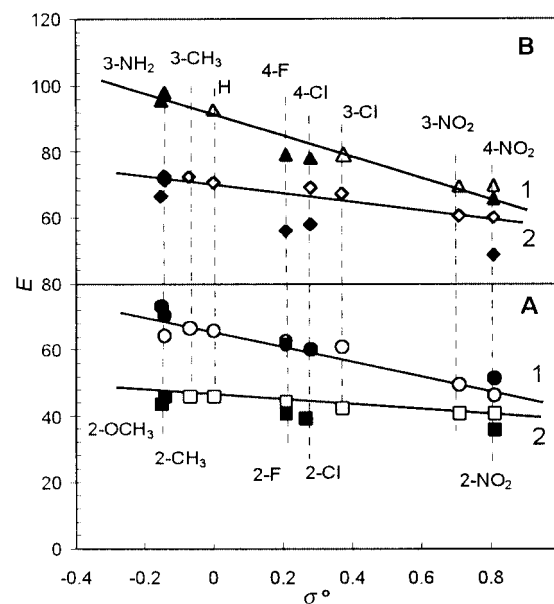 B
3-CH₃
3-NH₂
H
4-F
4-Cl
3-Cl
3-NO₂
4-NO₂
120
100
80
60
1
2
E
80
A
60
40
20
0
1
2
2-OCH₃
2-CH₃
2-F
2-Cl
2-NO₂
-0.4
-0.2
0
0.2
0.4
0.6
0.8
1
σ°